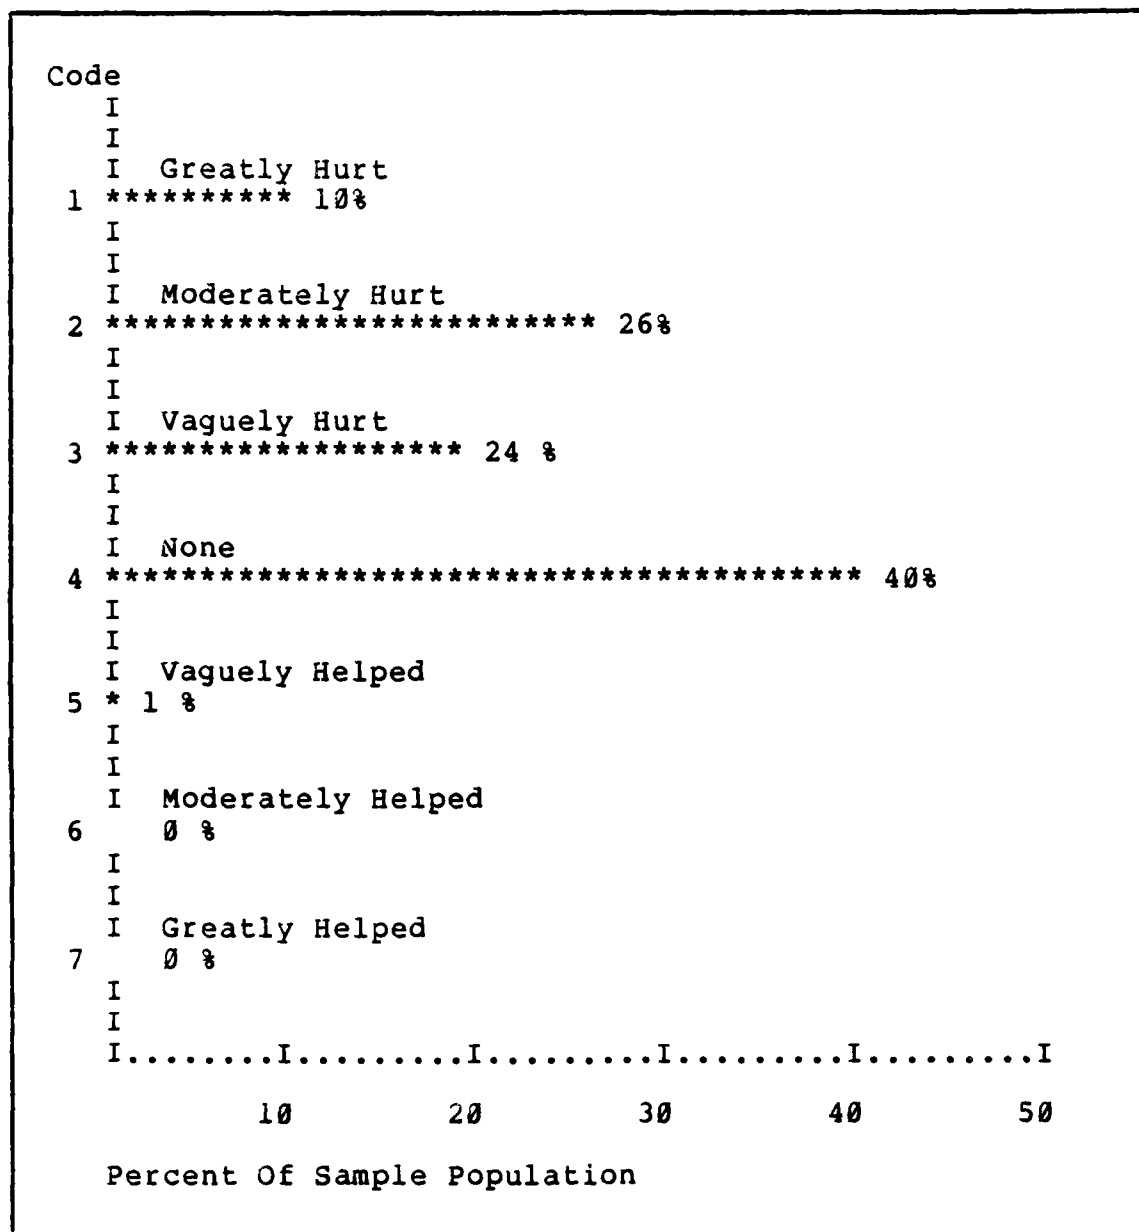 Code
I
I
I Greatly Hurt
1 ********** 10%
I
I
I Moderately Hurt
2 ************************** 26%
I
I
I Vaguely Hurt
3 ******************* 24 %
I
I
I None
4 **************************************** 40%
I
I
I Vaguely Helped
5 * 1 %
I
I
I Moderately Helped
6 0 %
I
I
I Greatly Helped
7 0 %
I
I
I........I.........I.........I.........I.........I
10 20 30 40 50
Percent Of Sample Population